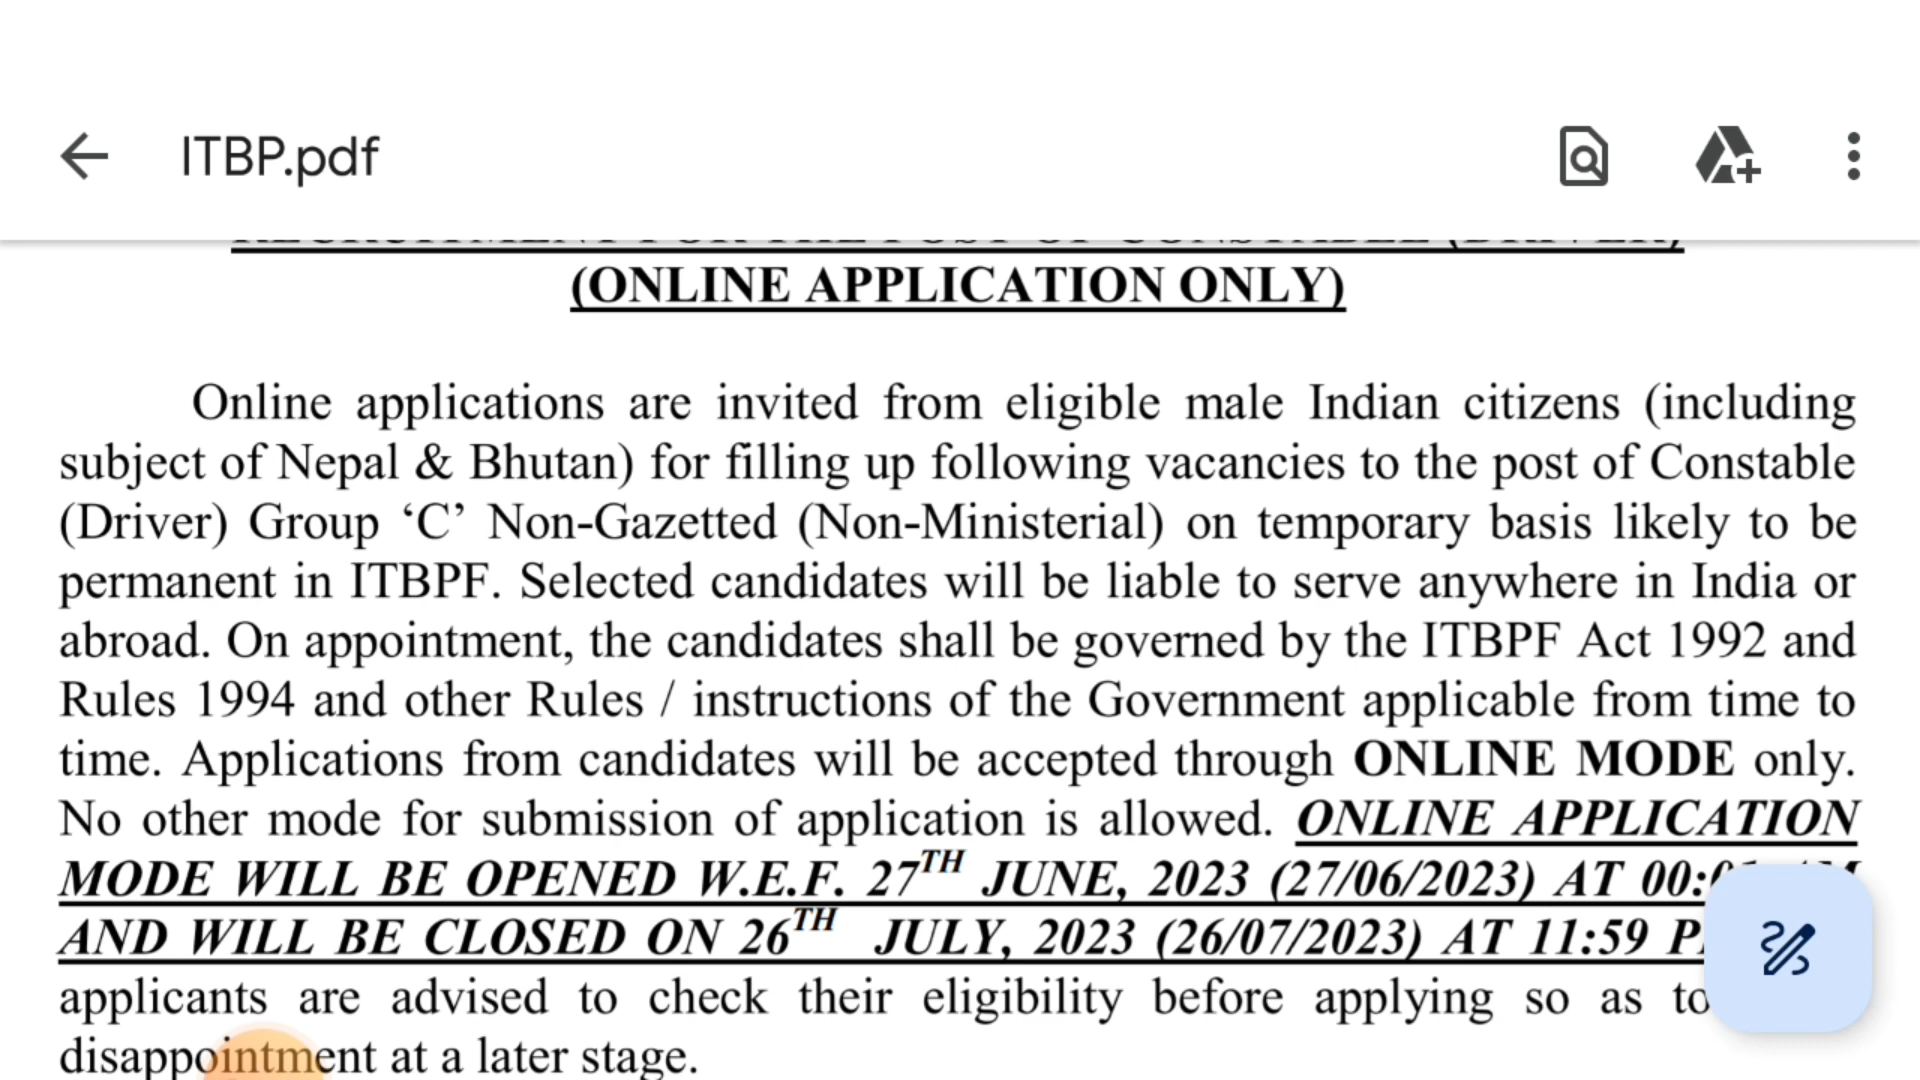 ITBP.pdf
RECRUITMENT FOR THE POST OF CONSTABLE (DRIVER)
(ONLINE APPLICATION ONLY)
Online applications are invited from eligible male Indian citizens (including
subject of Nepal & Bhutan) for filling up following vacancies to the post of Constable
(Driver) Group ‘C’ Non-Gazetted (Non-Ministerial) on temporary basis likely to be
permanent in ITBPF. Selected candidates will be liable to serve anywhere in India or
abroad. On appointment, the candidates shall be governed by the ITBPF Act 1992 and
Rules 1994 and other Rules / instructions of the Government applicable from time to
time. Applications from candidates will be accepted through ONLINE MODE only.
No other mode for submission of application is allowed. ONLINE APPLICATION
MODE WILL BE OPENED W.E.F. 27TH JUNE, 2023 (27/06/2023) AT
AND WILL BE CLOSED ON 26TH JULY, 2023 (26/07/2023) AT 11:59
applicants are advised to check their eligibility before applying so as to
disappointment at a later stage.